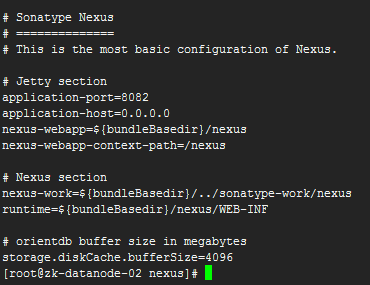 # Sonatype Nexus
# ==============
# This is the most basic configuration of Nexus.
# Jetty section
application-port=8082
application-host=0.0.0.0
nexus-webapp=${bundleBasedir}/nexus
nexus-webapp-context-path=/nexus
# Nexus section
nexus-work=${bundleBasedir}/../sonatype-work/nexus
runtime=${bundleBasedir}/nexus/WEB-INF
# orientdb buffer size in megabytes
storage.diskCache.bufferSize=4096
[root@zk-datanode-02 nexus]#